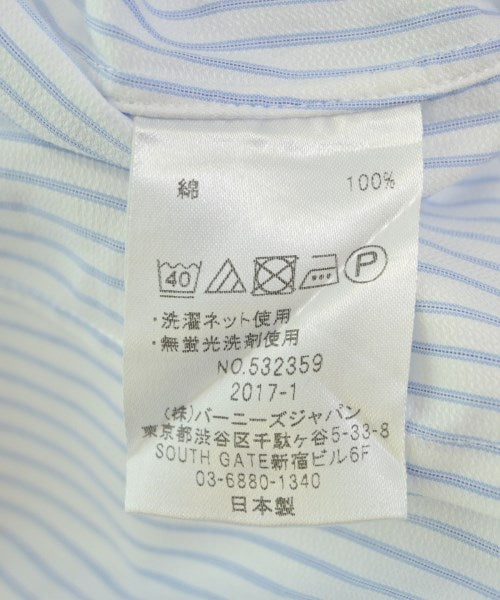 綿 100%
40 P
・洗濯ネット使用
・無蛍光洗剤使用
NO.532359
2017-1
(株)バーニーズジャパン
東京都渋谷区千駄ヶ谷5-33-8
SOUTH GATE新宿ビル6F
03-6880-1340
日本製